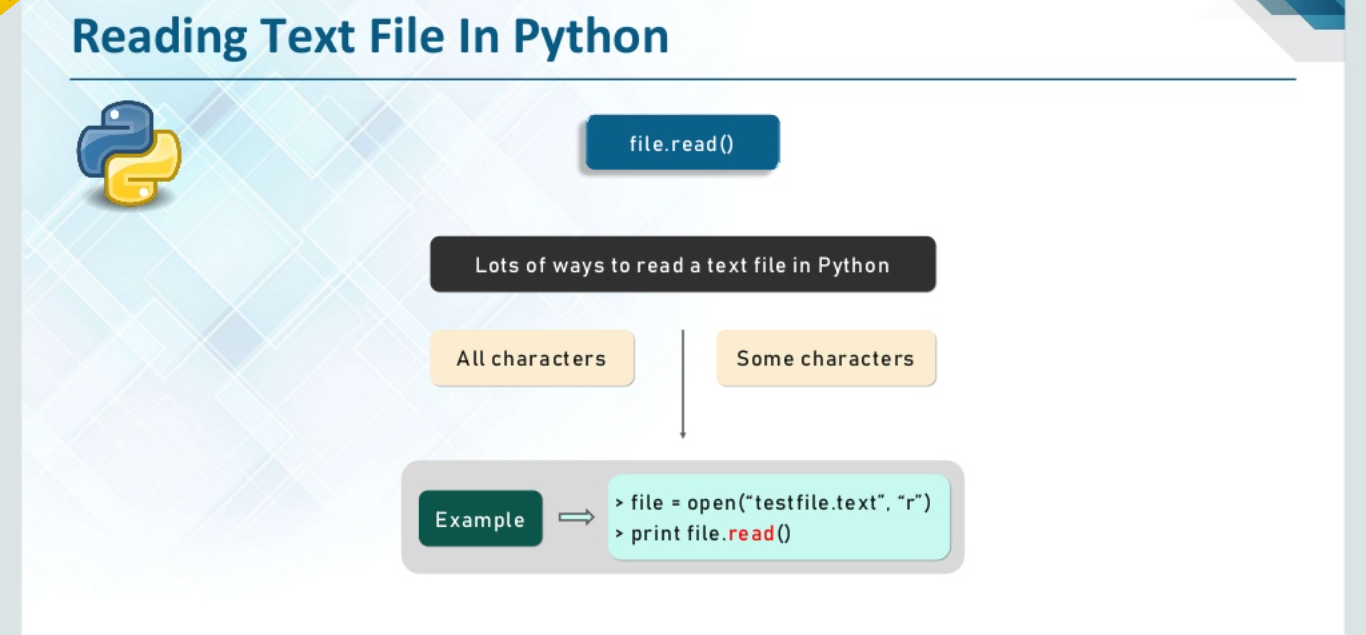 Reading Text File In Python
file.read()
Lots of ways to read a text file in Python
All characters
Some characters
Example
> file = open(“testfile.text”, “r”)
> print file.read()